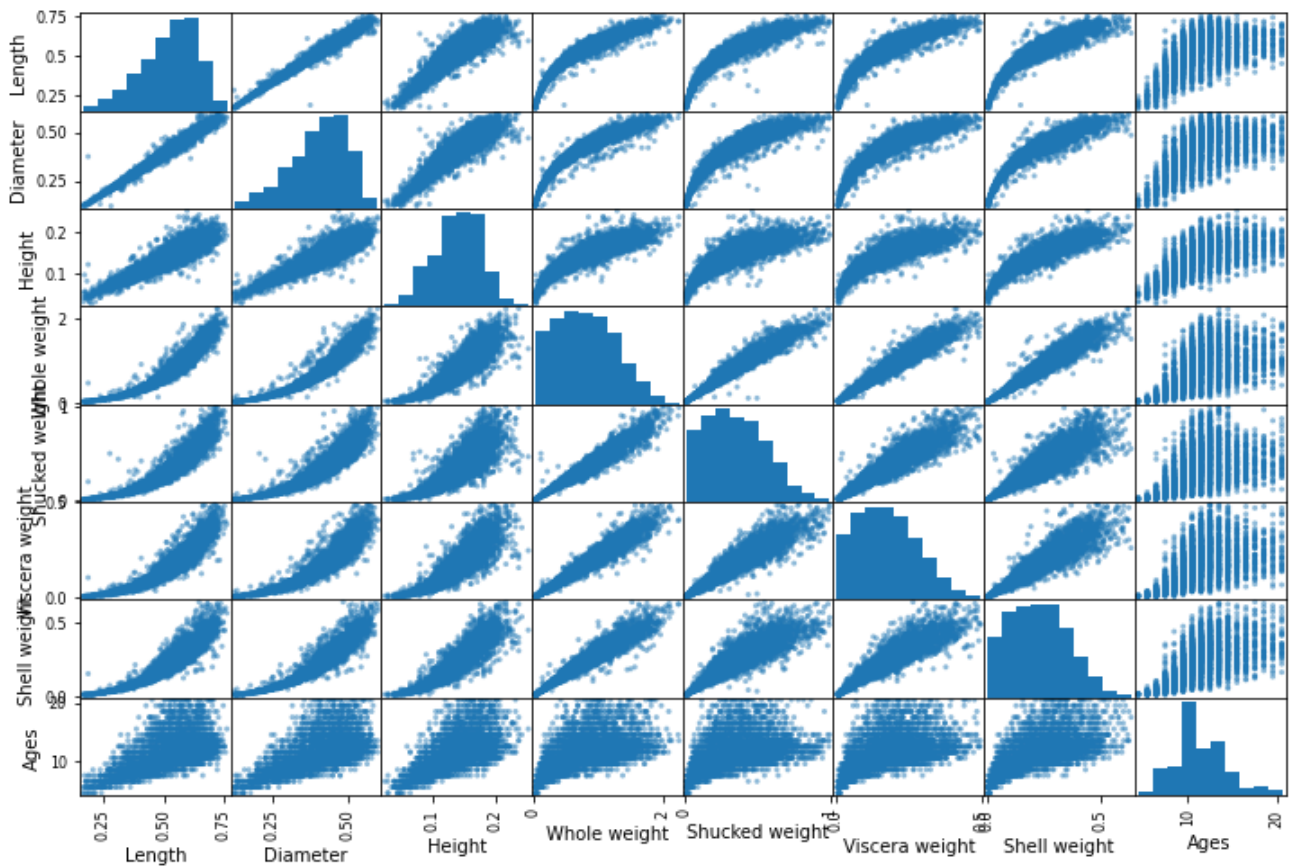 0.75
0.5
0.25
Length
0.50
0.25
Diameter
0.2
0.1
Height
2
Whole weight
1
Shucked weight
0.5
0.0
Viscera weight
0.5
Shell weight
20
10
Ages
0.25 0.50 0.75 0.25 0.50 0.1 0.2 0 2 0 1 0.5 10 20
Length Diameter Height Whole weight Shucked weight Viscera weight Shell weight Ages